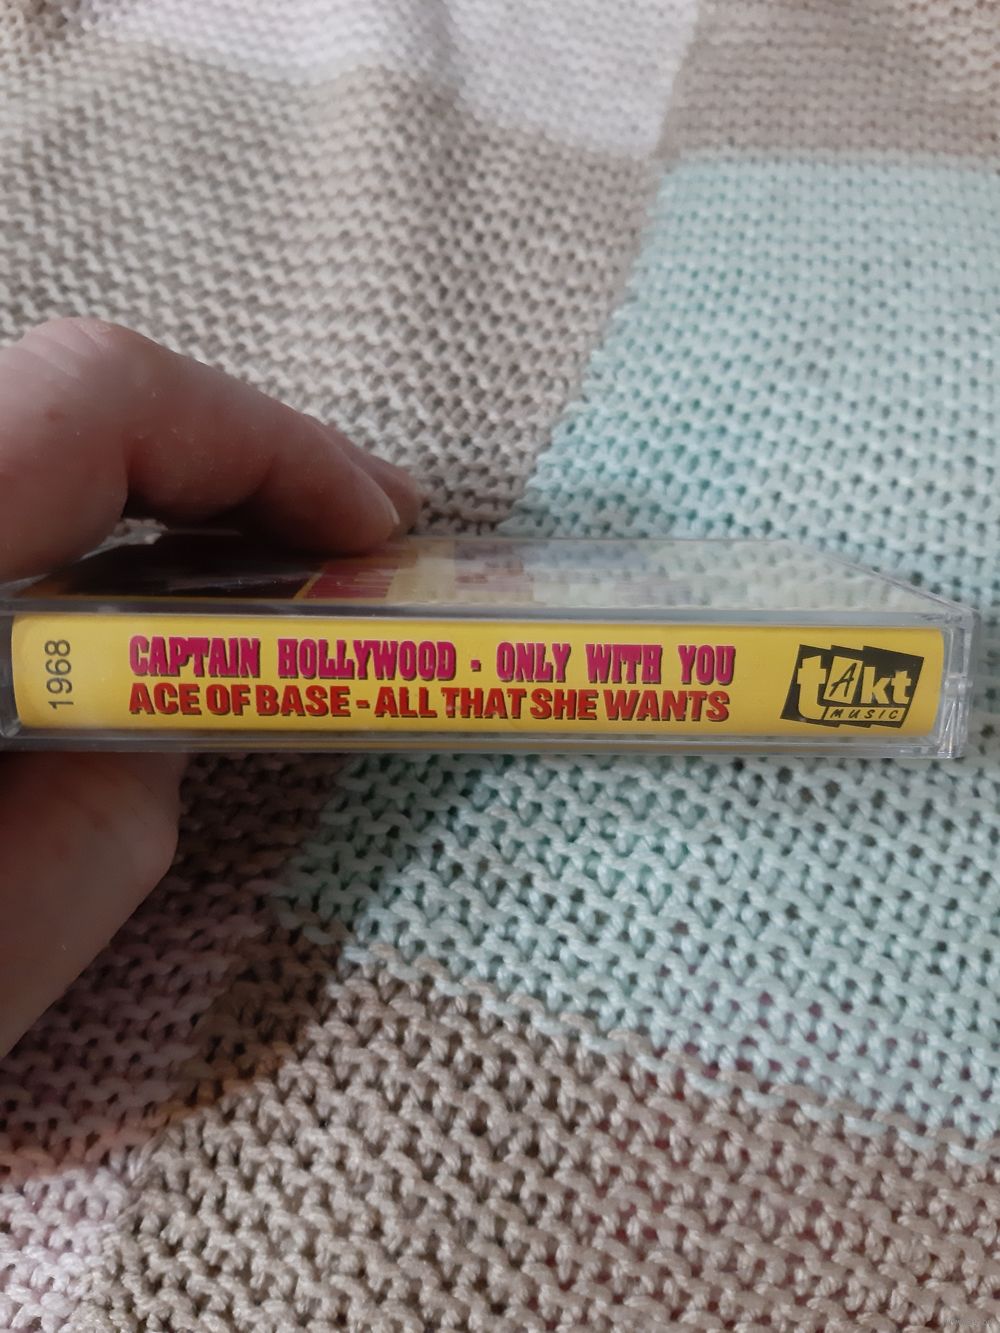 1968
CAPTAIN HOLLYWOOD - ONLY WITH YOU
ACE OF BASE - ALL THAT SHE WANTS
tAkt
MUSIC